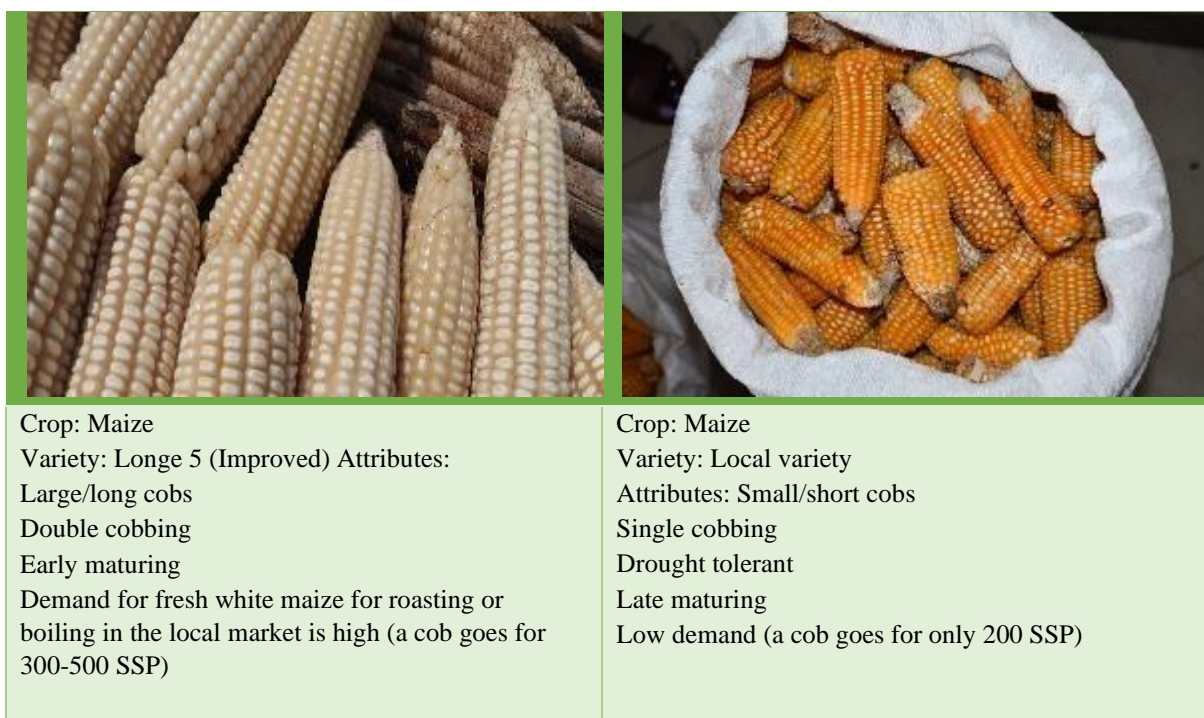 Crop: Maize
Variety: Longe 5 (Improved) Attributes:
Large/long cobs
Double cobbing
Early maturing
Demand for fresh white maize for roasting or
boiling in the local market is high (a cob goes for
300-500 SSP)
Crop: Maize
Variety: Local variety
Attributes: Small/short cobs
Single cobbing
Drought tolerant
Late maturing
Low demand (a cob goes for only 200 SSP)